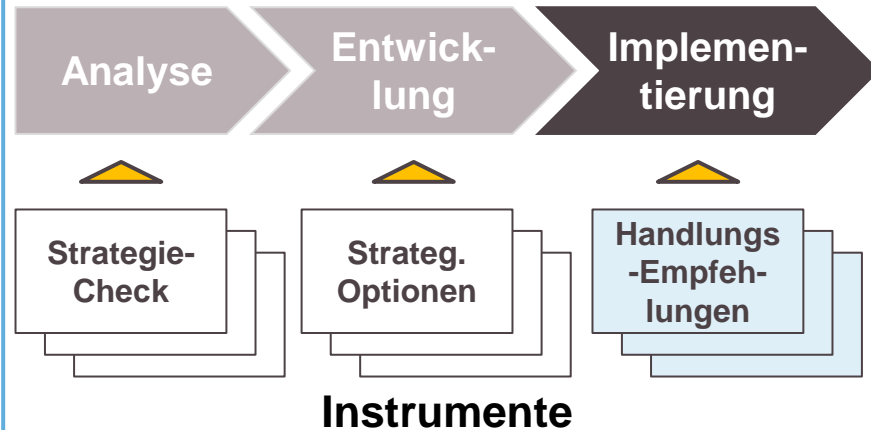 Analyse
Entwick-
lung
Implemen-
tierung
Strategie-
Check
Strateg.
Optionen
Handlungs
-Empfeh-
lungen
Instrumente